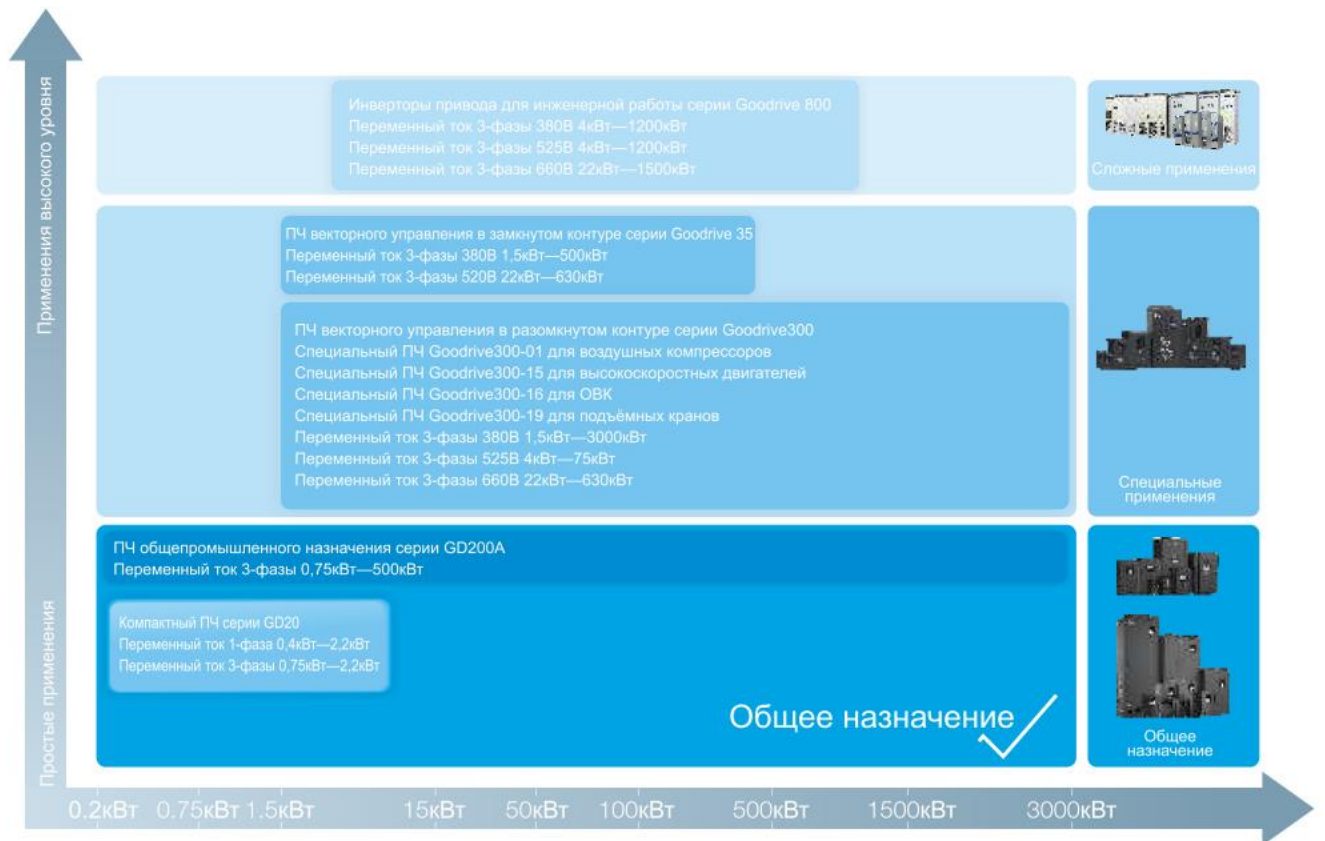 Применения высокого уровня
Простые применения
Инверторы привода для инженерной работы серии Goodrive 800
Переменный ток 3-фазы 380В 4кВт—1200кВт
Переменный ток 3-фазы 525В 4кВт—1200кВт
Переменный ток 3-фазы 660В 22кВт—1500кВт
Сложные применения
ПЧ векторного управления в замкнутом контуре серии Goodrive 35
Переменный ток 3-фазы 380В 1,5кВт—500кВт
Переменный ток 3-фазы 520В 22кВт—630кВт
ПЧ векторного управления в разомкнутом контуре серии Goodrive300
Специальный ПЧ Goodrive300-01 для воздушных компрессоров
Специальный ПЧ Goodrive300-15 для высокоскоростных двигателей
Специальный ПЧ Goodrive300-16 для ОВК
Специальный ПЧ Goodrive300-19 для подъёмных кранов
Переменный ток 3-фазы 380В 1,5кВт—3000кВт
Переменный ток 3-фазы 525В 4кВт—75кВт
Переменный ток 3-фазы 660В 22кВт—630кВт
Специальные
применения
ПЧ общепромышленного назначения серии GD200A
Переменный ток 3-фазы 0,75кВт—500кВт
Компактный ПЧ серии GD20
Переменный ток 1-фаза 0,4кВт—2,2кВт
Переменный ток 3-фазы 0,75кВт—2,2кВт
Общее назначение
Общее
назначение
0.2кВт 0.75кВт 1.5кВт 15кВт 50кВт 100кВт 500кВт 1500кВт 3000кВт